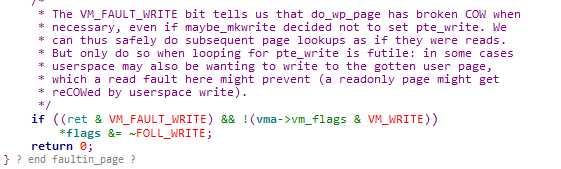 /*
* The VM_FAULT_WRITE bit tells us that do_wp_page has broken COW when
* necessary, even if maybe_mkwrite decided not to set pte_write. We
* can thus safely do subsequent page lookups as if they were reads.
* But only do so when looping for pte_write is futile: in some cases
* userspace may also be wanting to write to the gotten user page,
* which a read fault here might prevent (a readonly page might get
* reCOWed by userspace write).
*/
if ((ret & VM_FAULT_WRITE) && !(vma->vm_flags & VM_WRITE))
*flags &= ~FOLL_WRITE;
return 0;
} ? end faultin_page ?